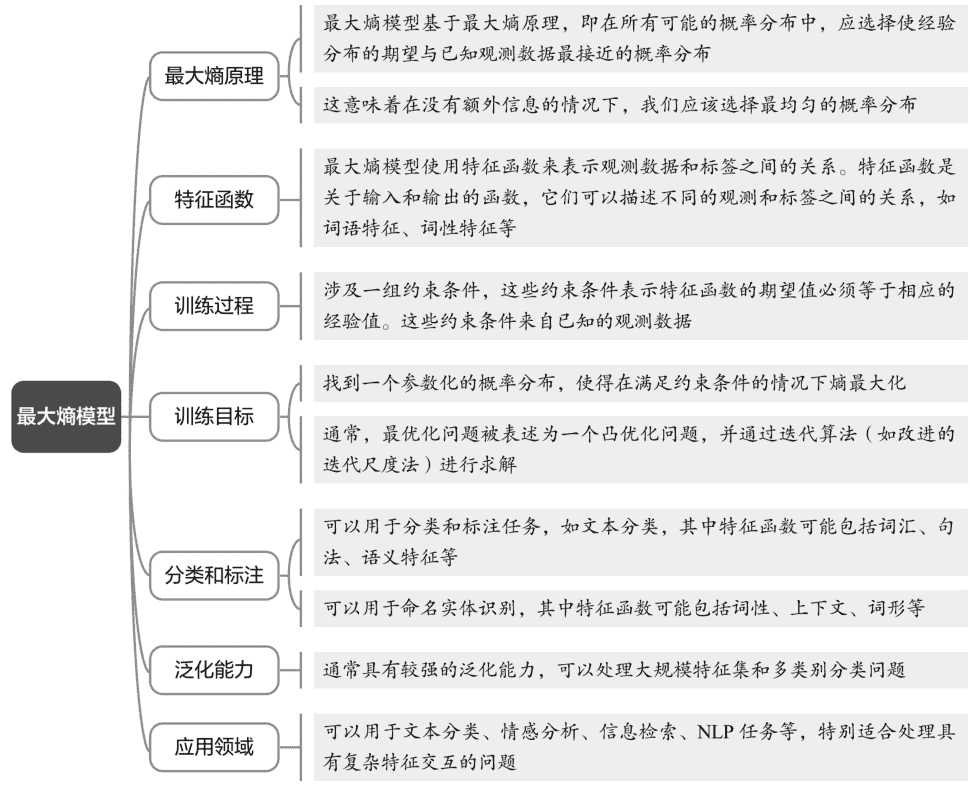 最大熵模型
最大熵原理
最大熵模型基于最大熵原理，即在所有可能的概率分布中，应选择使经验
分布的期望与已知观测数据最接近的概率分布
这意味着在没有额外信息的情况下，我们应该选择最均匀的概率分布
特征函数
最大熵模型使用特征函数来表示观测数据和标签之间的关系。特征函数是
关于输入和输出的函数，它们可以描述不同的观测和标签之间的关系，如
词语特征、词性特征等
训练过程
涉及一组约束条件，这些约束条件表示特征函数的期望值必须等于相应的
经验值。这些约束条件来自已知的观测数据
训练目标
找到一个参数化的概率分布，使得在满足约束条件的情况下熵最大化
通常，最优化问题被表述为一个凸优化问题，并通过迭代算法（如改进的
迭代尺度法）进行求解
分类和标注
可以用于分类和标注任务，如文本分类，其中特征函数可能包括词汇、句
法、语义特征等
可以用于命名实体识别，其中特征函数可能包括词性、上下文、词形等
泛化能力
通常具有较强的泛化能力，可以处理大规模特征集和多类别分类问题
应用领域
可以用于文本分类、情感分析、信息检索、NLP 任务等，特别适合处理具
有复杂特征交互的问题